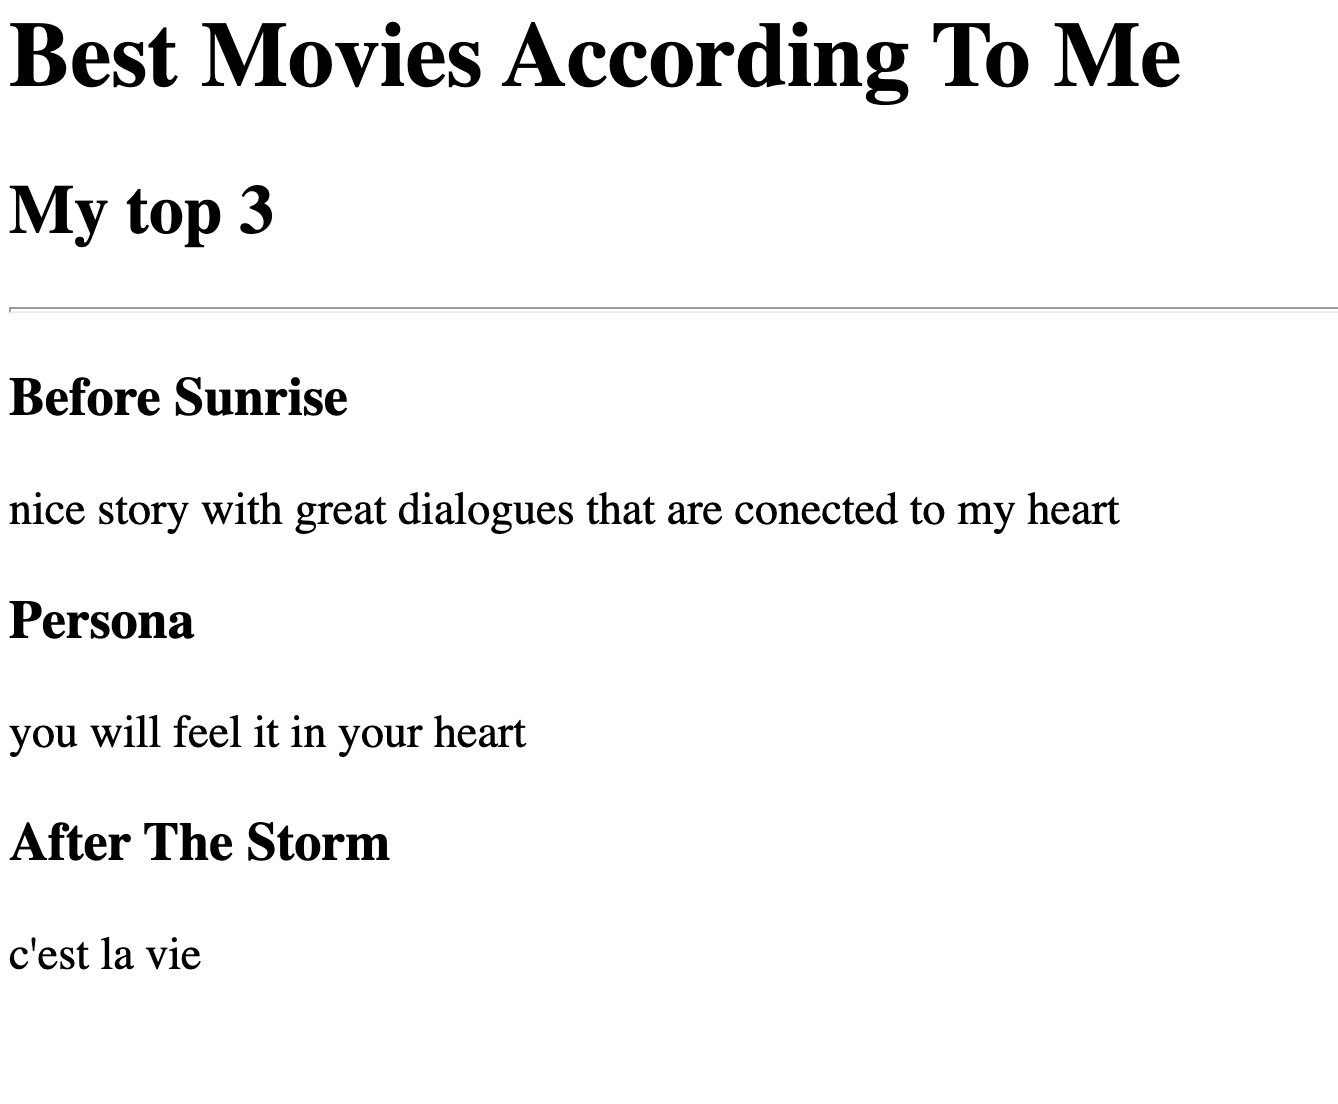 Best Movies According To Me
My top 3
Before Sunrise
nice story with great dialogues that are conected to my heart
Persona
you will feel it in your heart
After The Storm
c'est la vie